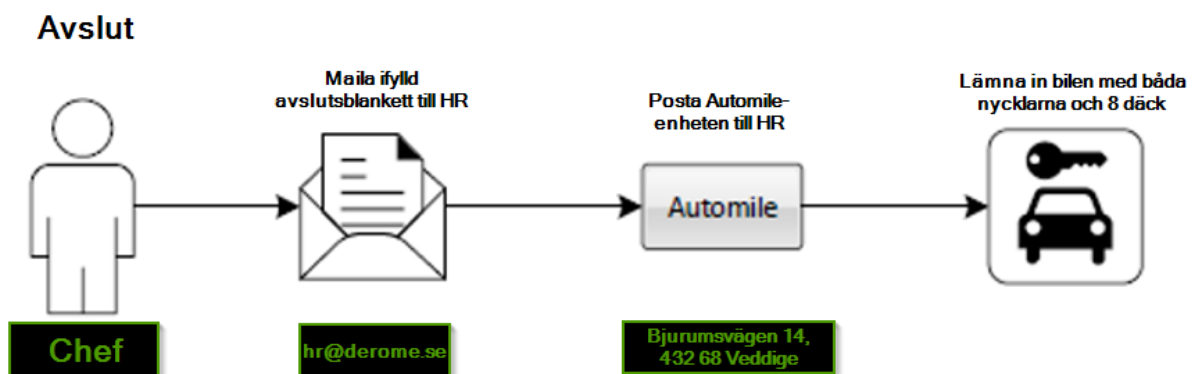 Avslut
Maila ifylld
avslutsblankett till HR
Posta Automile-
enheten till HR
Lämna in bilen med båda
nycklarna och 8 däck
Automile
Chef
hr@derome.se
Bjurumsvägen 14,
432 68 Veddige